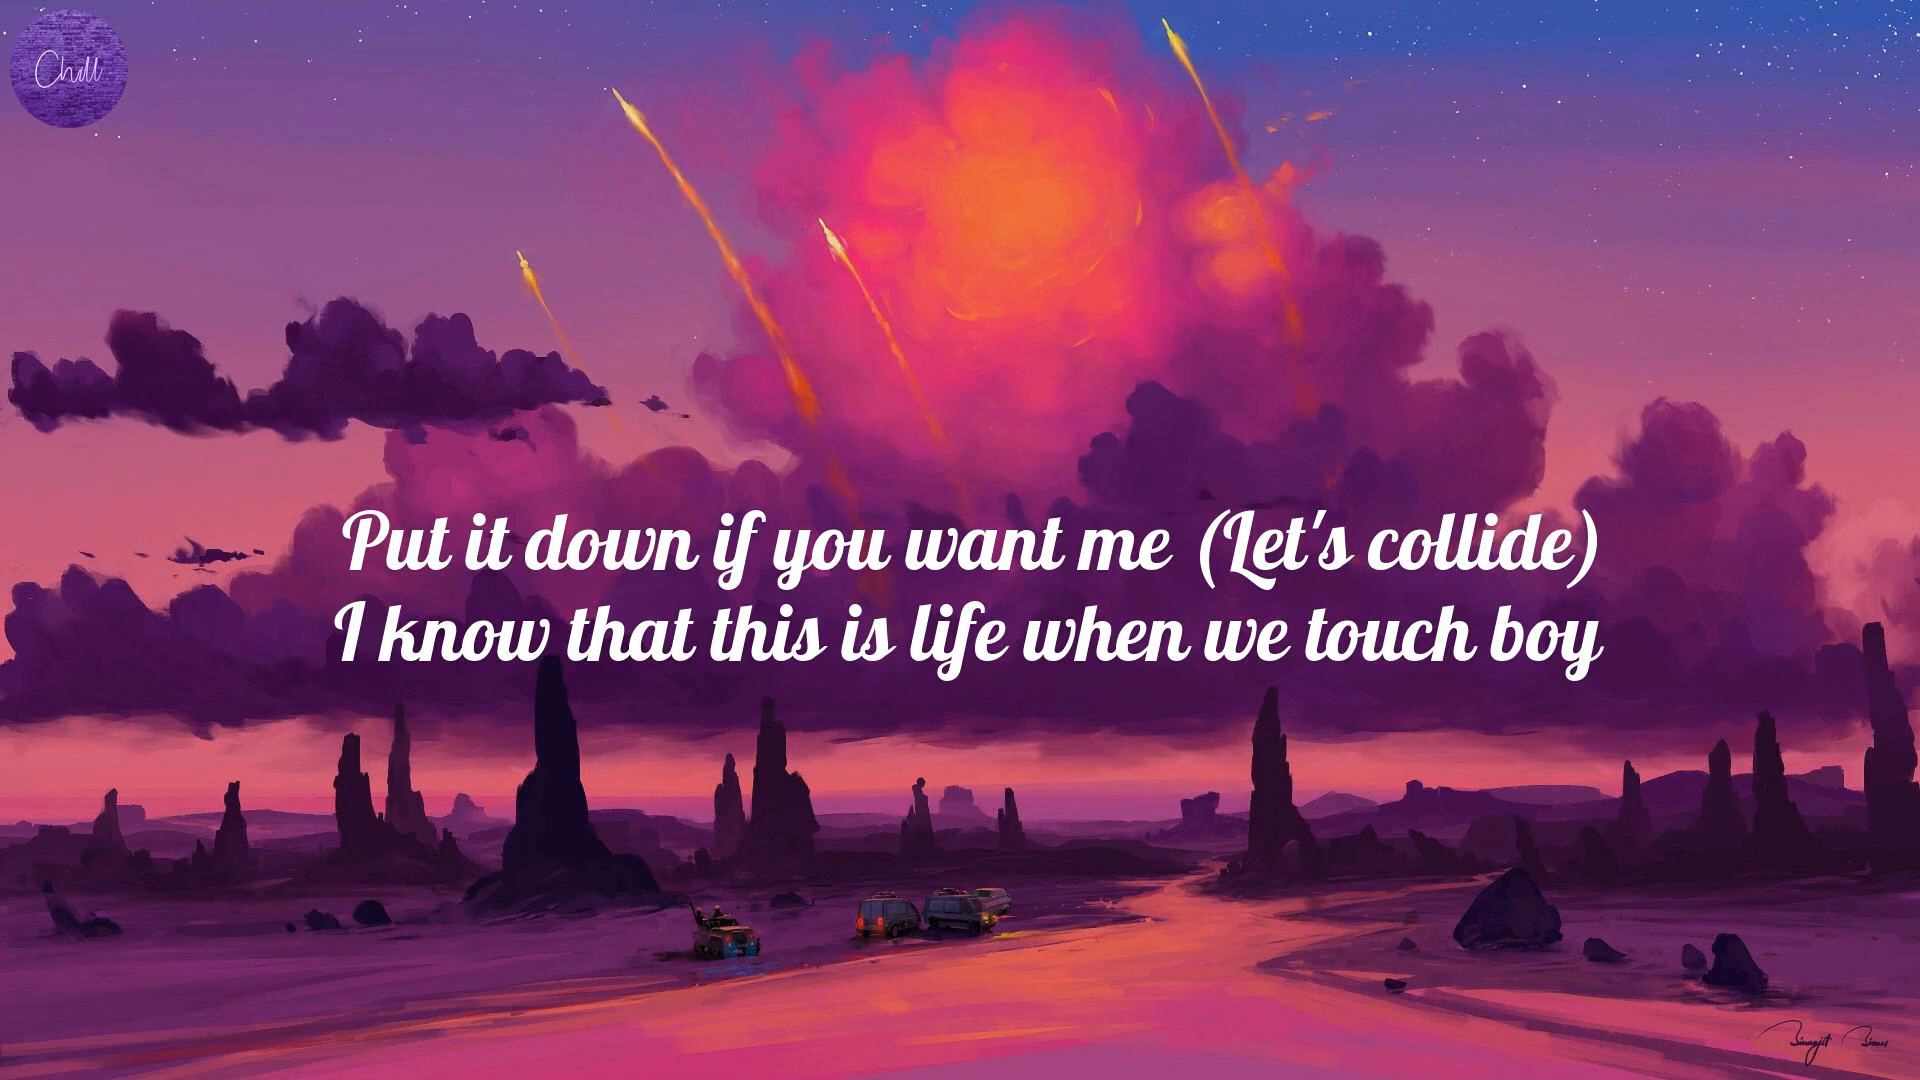 Chill
Put it down if you want me (Let's collide)
I know that this is life when we touch boy